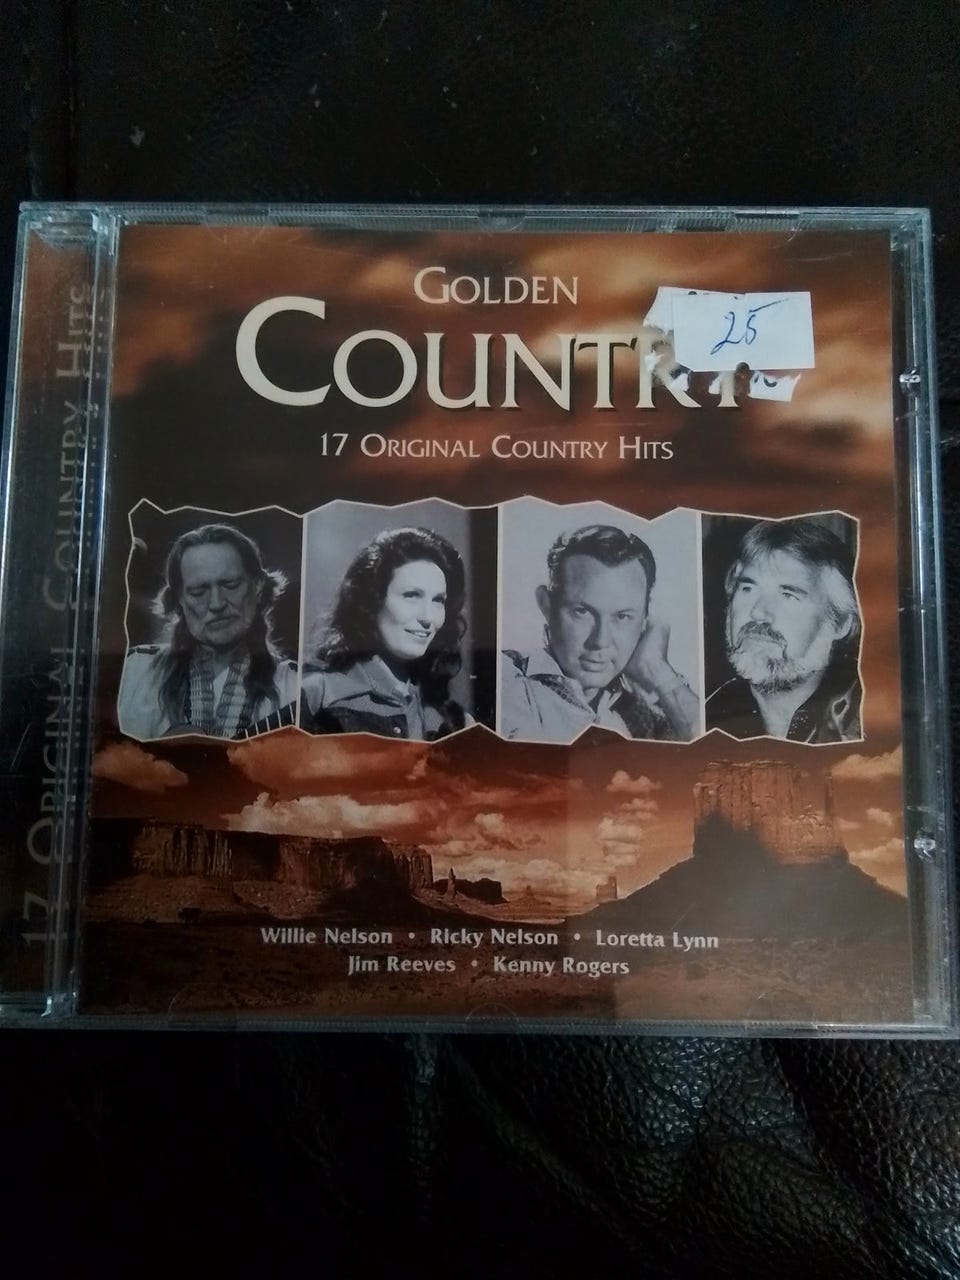 GOLDEN
COUNTRY
25
17 ORIGINAL COUNTRY HITS
Willie Nelson • Ricky Nelson • Loretta Lynn
Jim Reeves • Kenny Rogers
17 ORIGINAL COUNTRY HITS